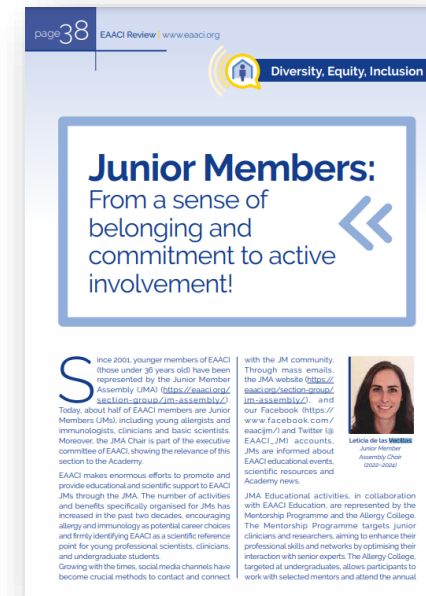 page38
EAACI Review | www.eaaci.org
Diversity, Equity, Inclusion
Junior Members:
From a sense of
belonging and
commitment to active
involvement!
Since 2001, younger members of EAACI
(those under 36 years old) have been
represented by the Junior Member
Assembly (JMA) (https://eaaci.org/
section-group/jm-assembly/).
Today, about half of EAACI members are Junior
Members (JMs), including young allergists and
immunologists, clinicians and basic scientists.
Moreover, the JMA Chair is part of the executive
committee of EAACI, showing the relevance of this
section to the Academy.
EAACI makes enormous efforts to promote and
provide educational and scientific support to EAACI
JMs through the JMA. The number of activities
and benefits specifically organised for JMs has
increased in the past two decades, encouraging
allergy and immunology as potential career choices
and firmly identifying EAACI as a scientific reference
point for young professional scientists, clinicians,
and undergraduate students.
Growing with the times, social media channels have
become crucial methods to contact and connect
with the JM community.
Through mass emails,
the JMA website (https://
eaaci.org/section-group/
jm-assembly/), and
our Facebook (https://
www.facebook.com/
eaacijm/) and Twitter (@
EAACI_JM) accounts,
JMs are informed about
EAACI educational events,
scientific resources and
Academy news.
Leticia de las Vecillas
Junior Member
Assembly Chair
(2022-2024)
JMA Educational activities, in collaboration
with EAACI Education, are represented by the
Mentorship Programme and the Allergy College.
The Mentorship Programme targets junior
clinicians and researchers, aiming to enhance their
professional skills and networks by optimising their
interaction with senior experts. The Allergy College,
targeted at undergraduates, allows participants to
work with selected mentors and attend the annual